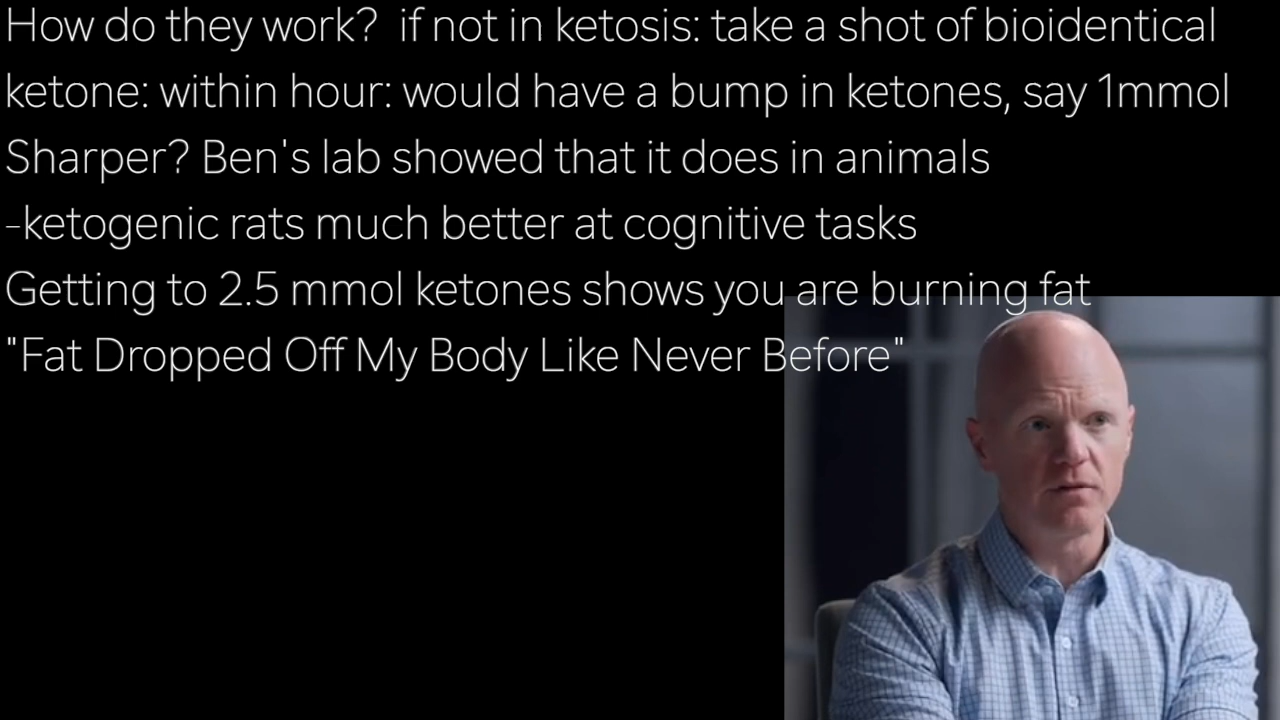 How do they work?  if not in ketosis: take a shot of bioidentical
ketone: within hour: would have a bump in ketones, say 1mmol
Sharper? Ben's lab showed that it does in animals
-ketogenic rats much better at cognitive tasks
Getting to 2.5 mmol ketones shows you are burning fat
"Fat Dropped Off My Body Like Never Before"